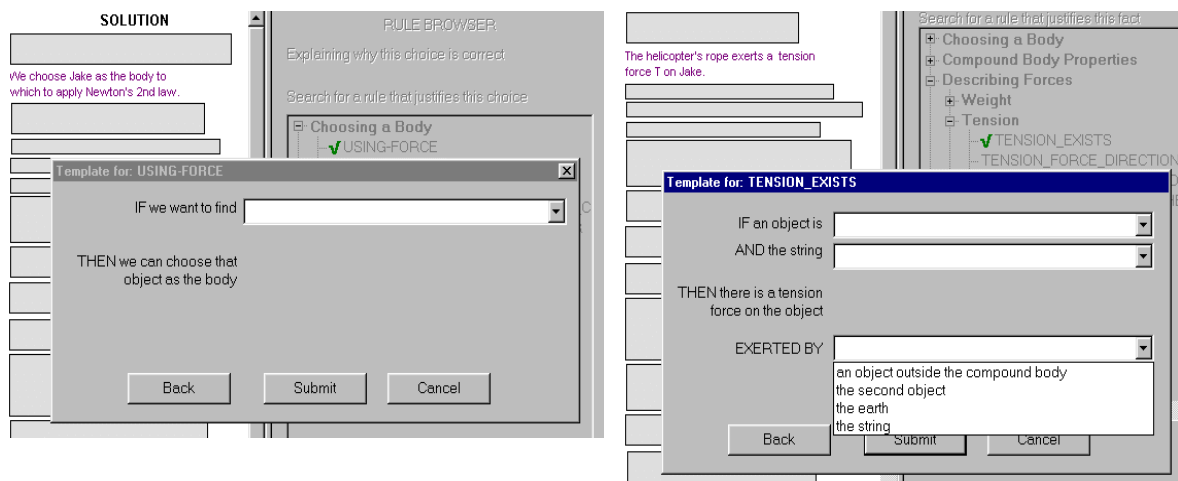 SOLUTION
We choose Jake as the body to
which to apply Newton's 2nd law.
RULE BROWSER
Explaining why this choice is correct
Search for a rule that justifies this choice
Choosing a Body
USING-FORCE
Template for: USING-FORCE
IF we want to find
THEN we can choose that
object as the body
Back
Submit
Cancel
The helicopter's rope exerts a tension
force T on Jake.
Search for a rule that justifies this fact
Choosing a Body
Compound Body Properties
Describing Forces
Weight
Tension
TENSION_EXISTS
TENSION_FORCE_DIRECTION
Template for: TENSION_EXISTS
IF an object is
AND the string
THEN there is a tension
force on the object
EXERTED BY
an object outside the compound body
the second object
the earth
the string
Back
Submit
Cancel